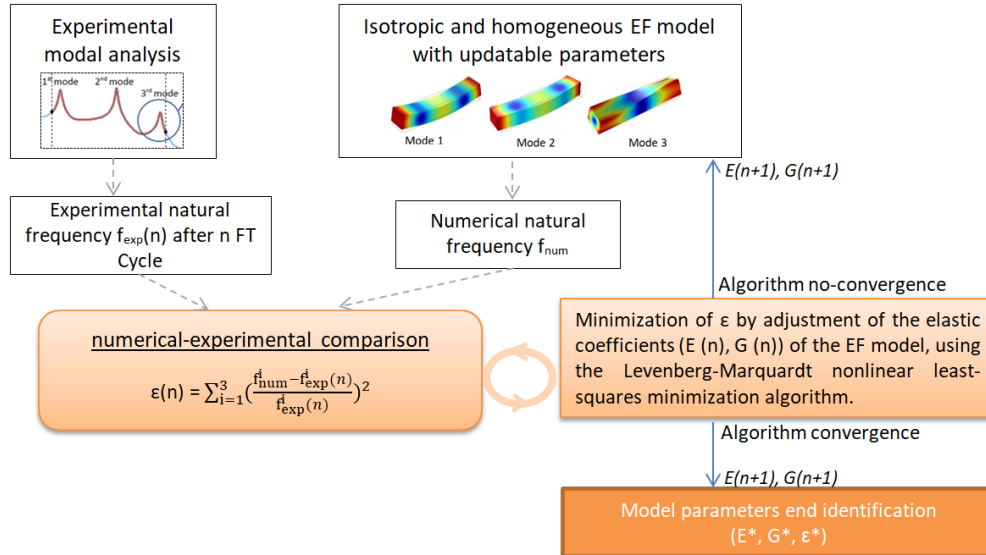 Experimental
modal analysis
1st mode
2nd mode
3rd mode
Isotropic and homogeneous EF model
with updatable parameters
Mode 1
Mode 2
Mode 3
E(n+1), G(n+1)
Experimental natural
frequency fexp(n) after n FT
Cycle
Numerical natural
frequency fnum
Algorithm no-convergence
numerical-experimental comparison
ε(n) = ∑³ᵢ₌₁(fⁱnum−fⁱexp(n) / fⁱexp(n))²
Minimization of ε by adjustment of the elastic
coefficients (E (n), G (n)) of the EF model, using
the Levenberg-Marquardt nonlinear least-
squares minimization algorithm.
Algorithm convergence
E(n+1), G(n+1)
Model parameters end identification
(E*, G*, ε*)